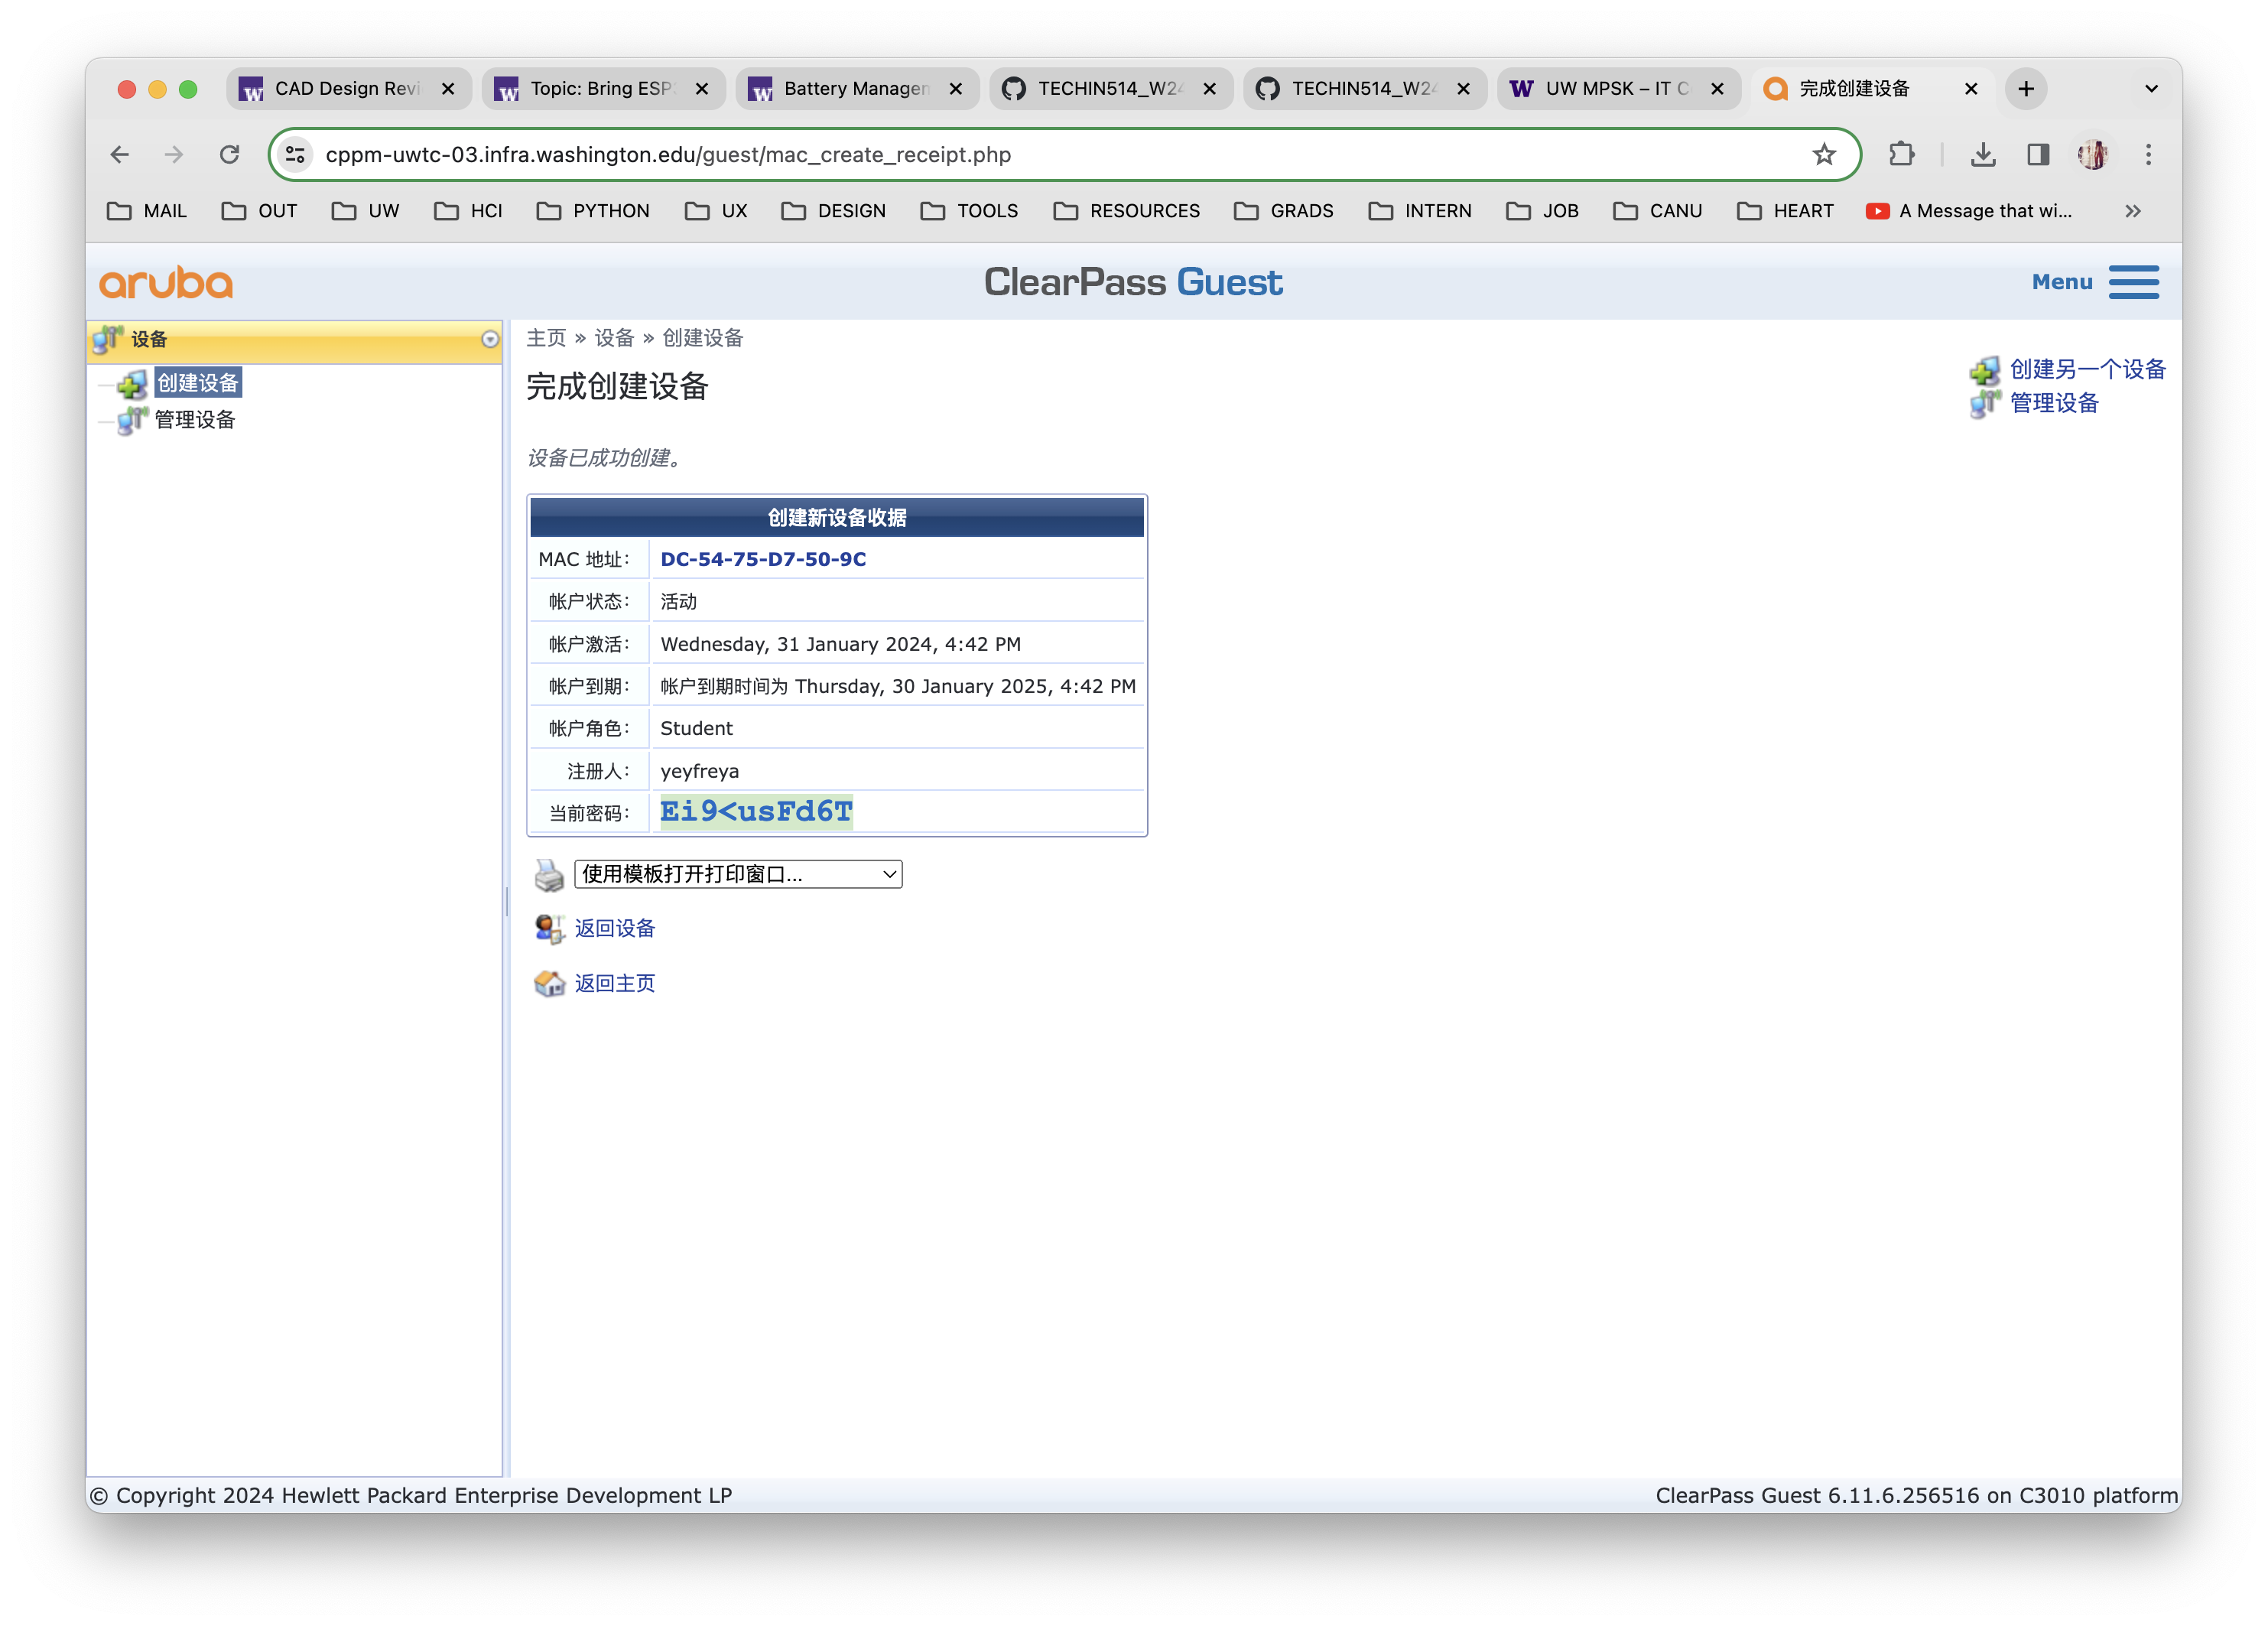 CAD Design Revi
Topic: Bring ESP
Battery Managem
TECHIN514_W24
TECHIN514_W24
UW MPSK – IT C
完成创建设备
cppm-uwtc-03.infra.washington.edu/guest/mac_create_receipt.php
MAIL OUT UW HCI PYTHON UX DESIGN TOOLS RESOURCES GRADS INTERN JOB CANU HEART A Message that wi...
aruba
ClearPass Guest
Menu
设备
创建设备
管理设备
主页 » 设备 » 创建设备
完成创建设备
创建另一个设备
管理设备
设备已成功创建。
创建新设备收据
MAC 地址： DC-54-75-D7-50-9C
帐户状态： 活动
帐户激活： Wednesday, 31 January 2024, 4:42 PM
帐户到期： 帐户到期时间为 Thursday, 30 January 2025, 4:42 PM
帐户角色： Student
注册人： yeyfreya
当前密码： Ei9<usFd6T
使用模板打开打印窗口...
返回设备
返回主页
© Copyright 2024 Hewlett Packard Enterprise Development LP
ClearPass Guest 6.11.6.256516 on C3010 platform